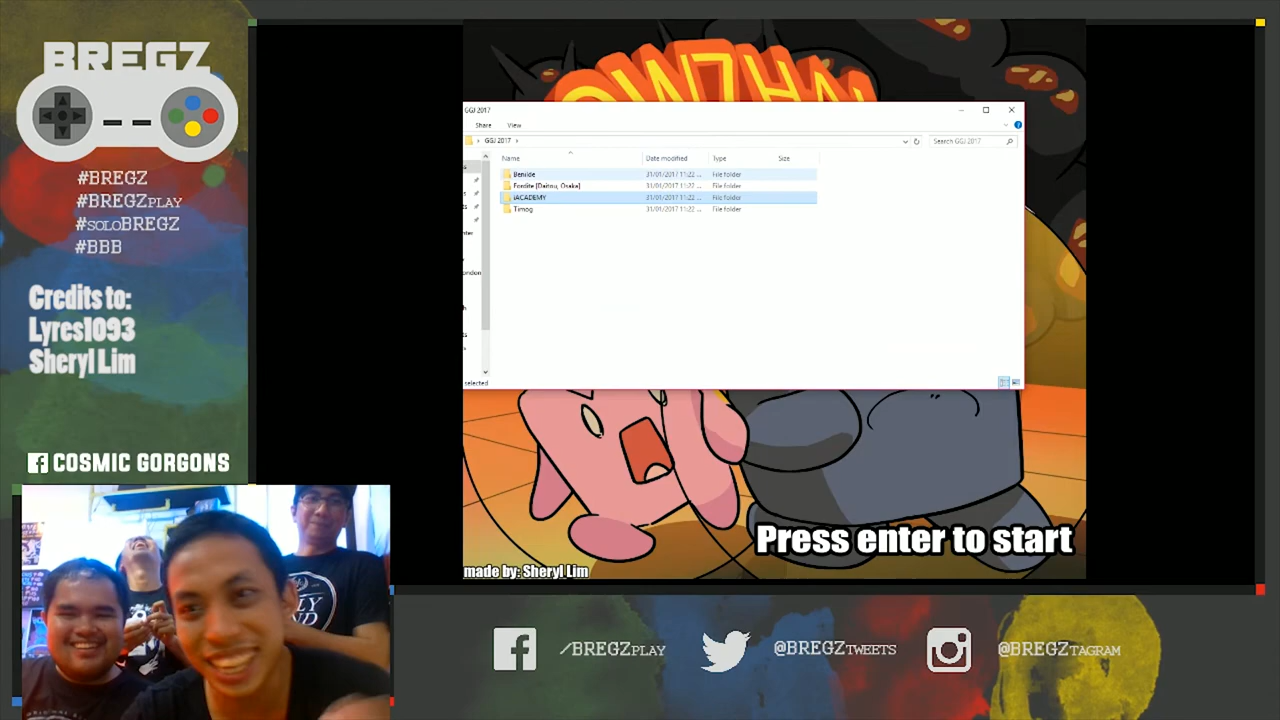 BREGZ
#BREGZ
#BREGZPLAY
#SOLOBREGZ
#BBB
Credits to:
Lyres1093
Sheryl Lim
COSMIC GORGONS
GGJ 2017
Share View
GGJ 2017
Search GGJ 2017
Name Date modified Type Size
Benilde 31/01/2017 11:22 ... File folder
Fordite [Daitou, Osaka] 31/01/2017 11:22 ... File folder
iACADEMY 31/01/2017 11:22 ... File folder
Timog 31/01/2017 11:22 ... File folder
selected
Press enter to start
made by: Sheryl Lim
/BREGZPLAY
@BREGZTWEETS
@BREGZTAGRAM